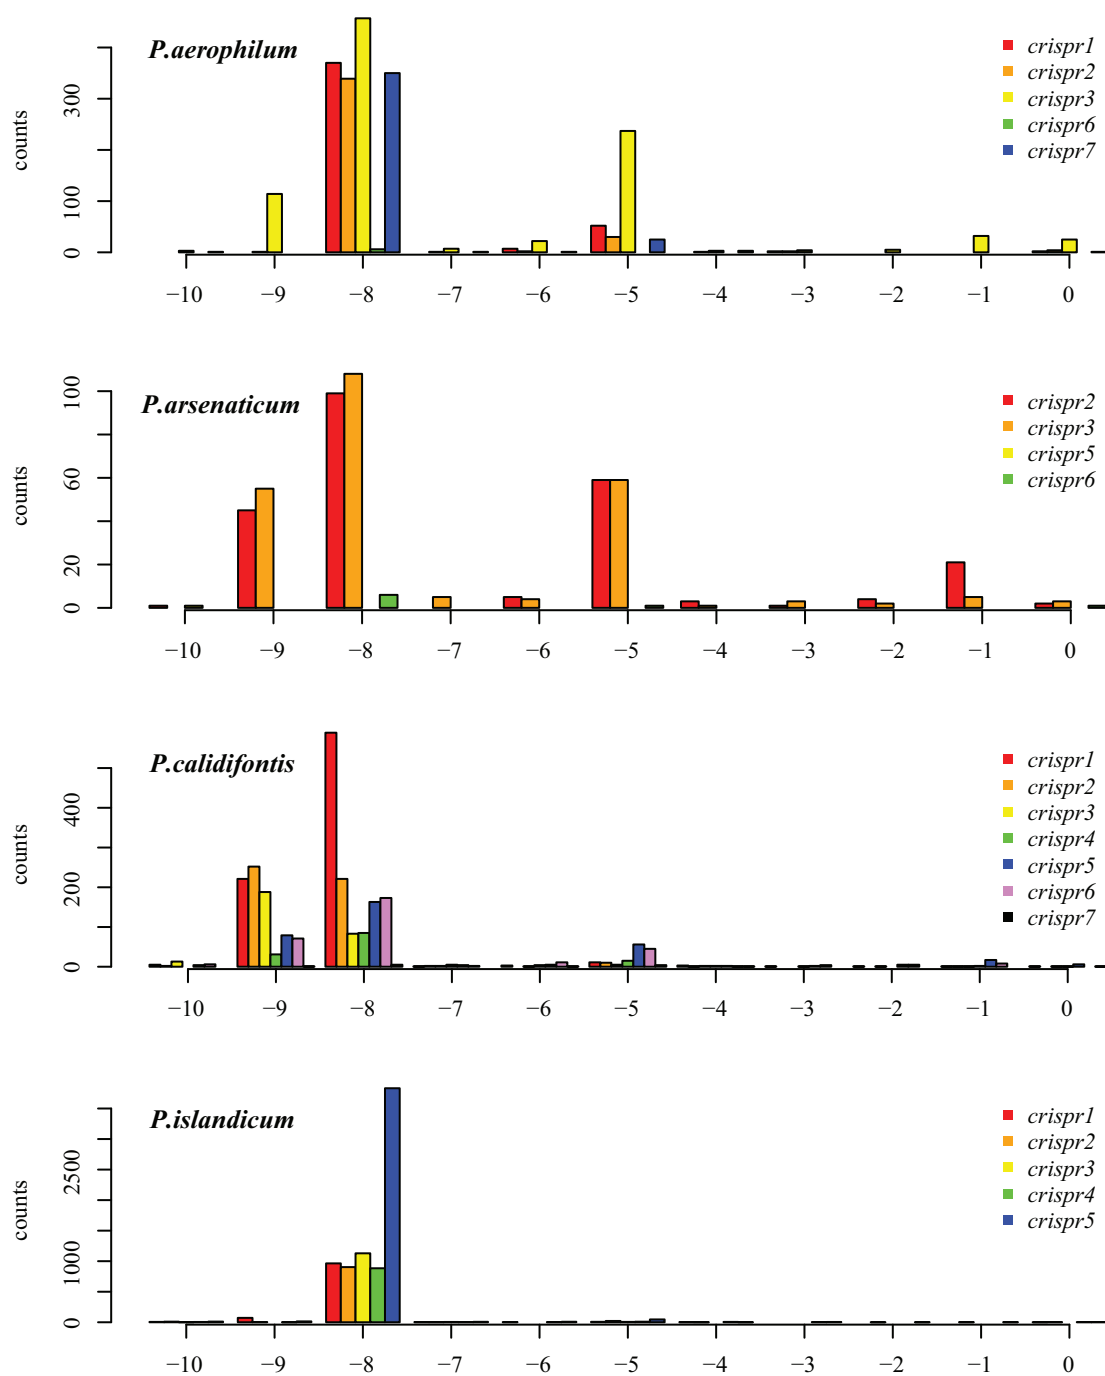 P.aerophilum
counts
300
100
0
crispr1
crispr2
crispr3
crispr6
crispr7
−10 −9 −8 −7 −6 −5 −4 −3 −2 −1 0
P.arsenaticum
counts
100
60
20
0
crispr2
crispr3
crispr5
crispr6
−10 −9 −8 −7 −6 −5 −4 −3 −2 −1 0
P.calidifontis
counts
400
200
0
crispr1
crispr2
crispr3
crispr4
crispr5
crispr6
crispr7
−10 −9 −8 −7 −6 −5 −4 −3 −2 −1 0
P.islandicum
counts
2500
1000
0
crispr1
crispr2
crispr3
crispr4
crispr5
−10 −9 −8 −7 −6 −5 −4 −3 −2 −1 0